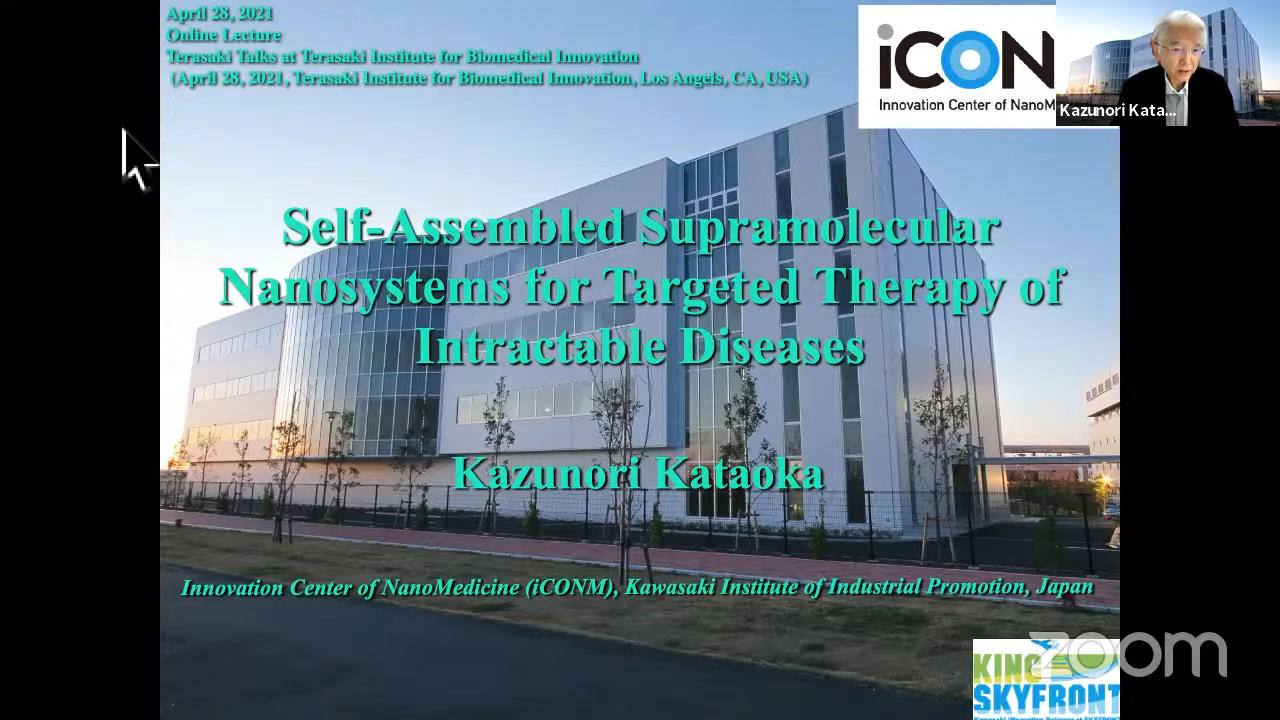 April 28, 2021
Online Lecture
Terasaki Talks at Terasaki Institute for Biomedical Innovation
(April 28, 2021, Terasaki Institute for Biomedical Innovation, Los Angels, CA, USA)
iCON
Innovation Center of NanoM
Kazunori Kata...
Self-Assembled Supramolecular
Nanosystems for Targeted Therapy of
Intractable Diseases
Kazunori Kataoka
Innovation Center of NanoMedicine (iCONM), Kawasaki Institute of Industrial Promotion, Japan
zoom
KING
SKYFRONT